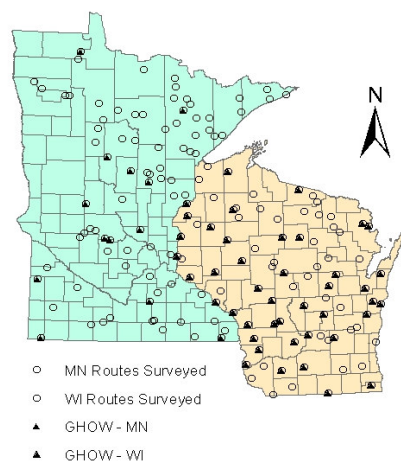 N
MN Routes Surveyed
WI Routes Surveyed
GHOW - MN
GHOW - WI